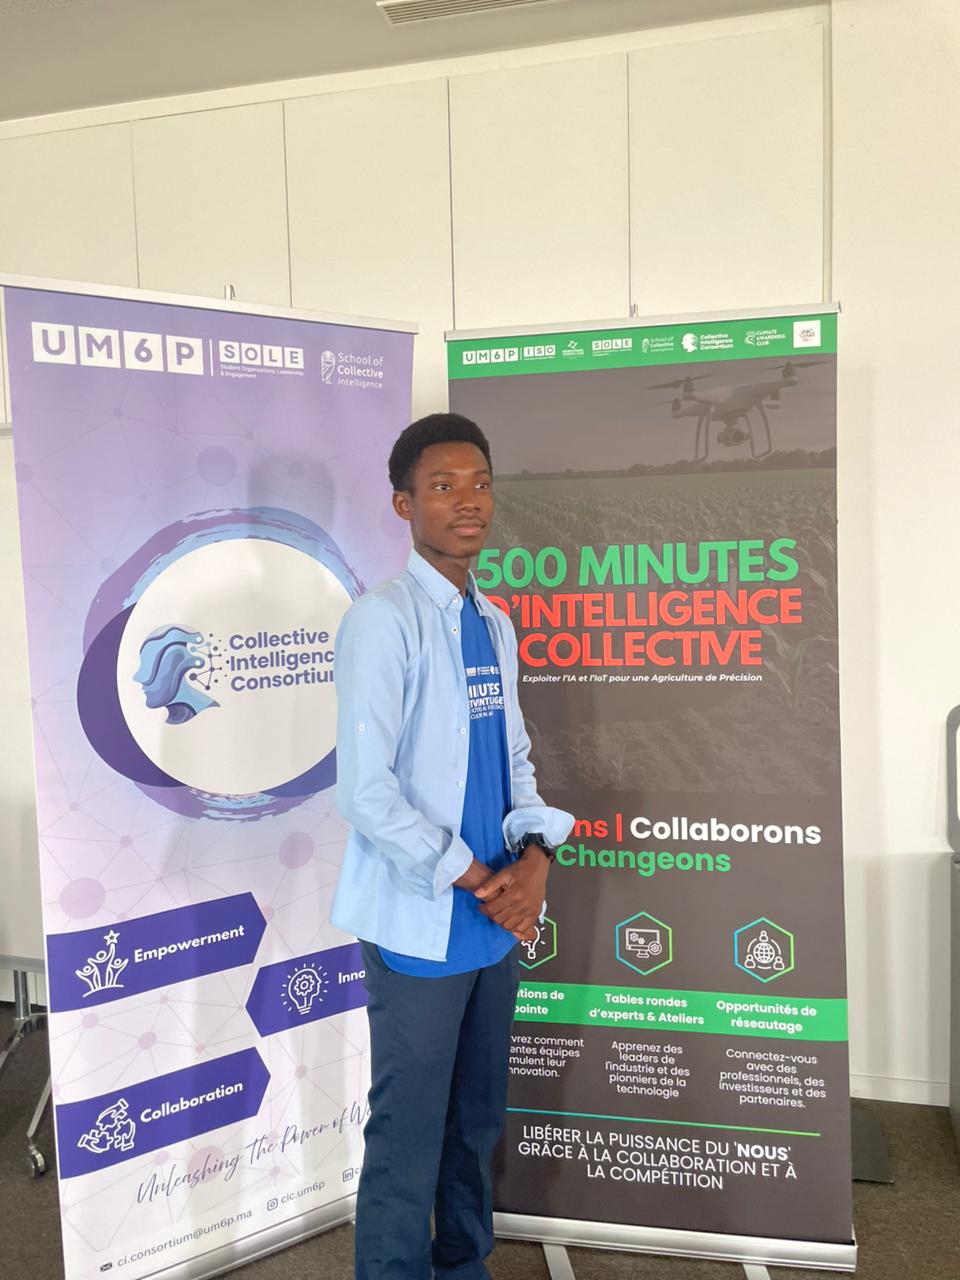 UM6P
SOLE
Student Organizations, Leadership
& Engagement
School of
Collective
Intelligence
Collective
Intelligenc
Consortiu
Empowerment
Inno
Collaboration
Unleashing the Power of
ci.consortium@um6p.ma
cic.um6p
UM6P ISO
SOLE
School of
Collective
Intelligence
Collective
Intelligence
Consortium
CLIMATE
AWARENESS
CLUB
500 MINUTES
D'INTELLIGENCE
COLLECTIVE
Exploiter l'IA et l'IoT pour une Agriculture de Précision
ns | Collaborons
Changeons
tions de
pointe
vrez comment
entes équipes
mulent leur
nnovation.
Tables rondes
d'experts & Ateliers
Apprenez des
leaders de
l'industrie et des
pionniers de la
technologie
Opportunités de
réseautage
Connectez-vous
avec des
professionnels, des
investisseurs et des
partenaires.
LIBÉRER LA PUISSANCE DU 'NOUS'
GRÂCE À LA COLLABORATION ET À
LA COMPÉTITION